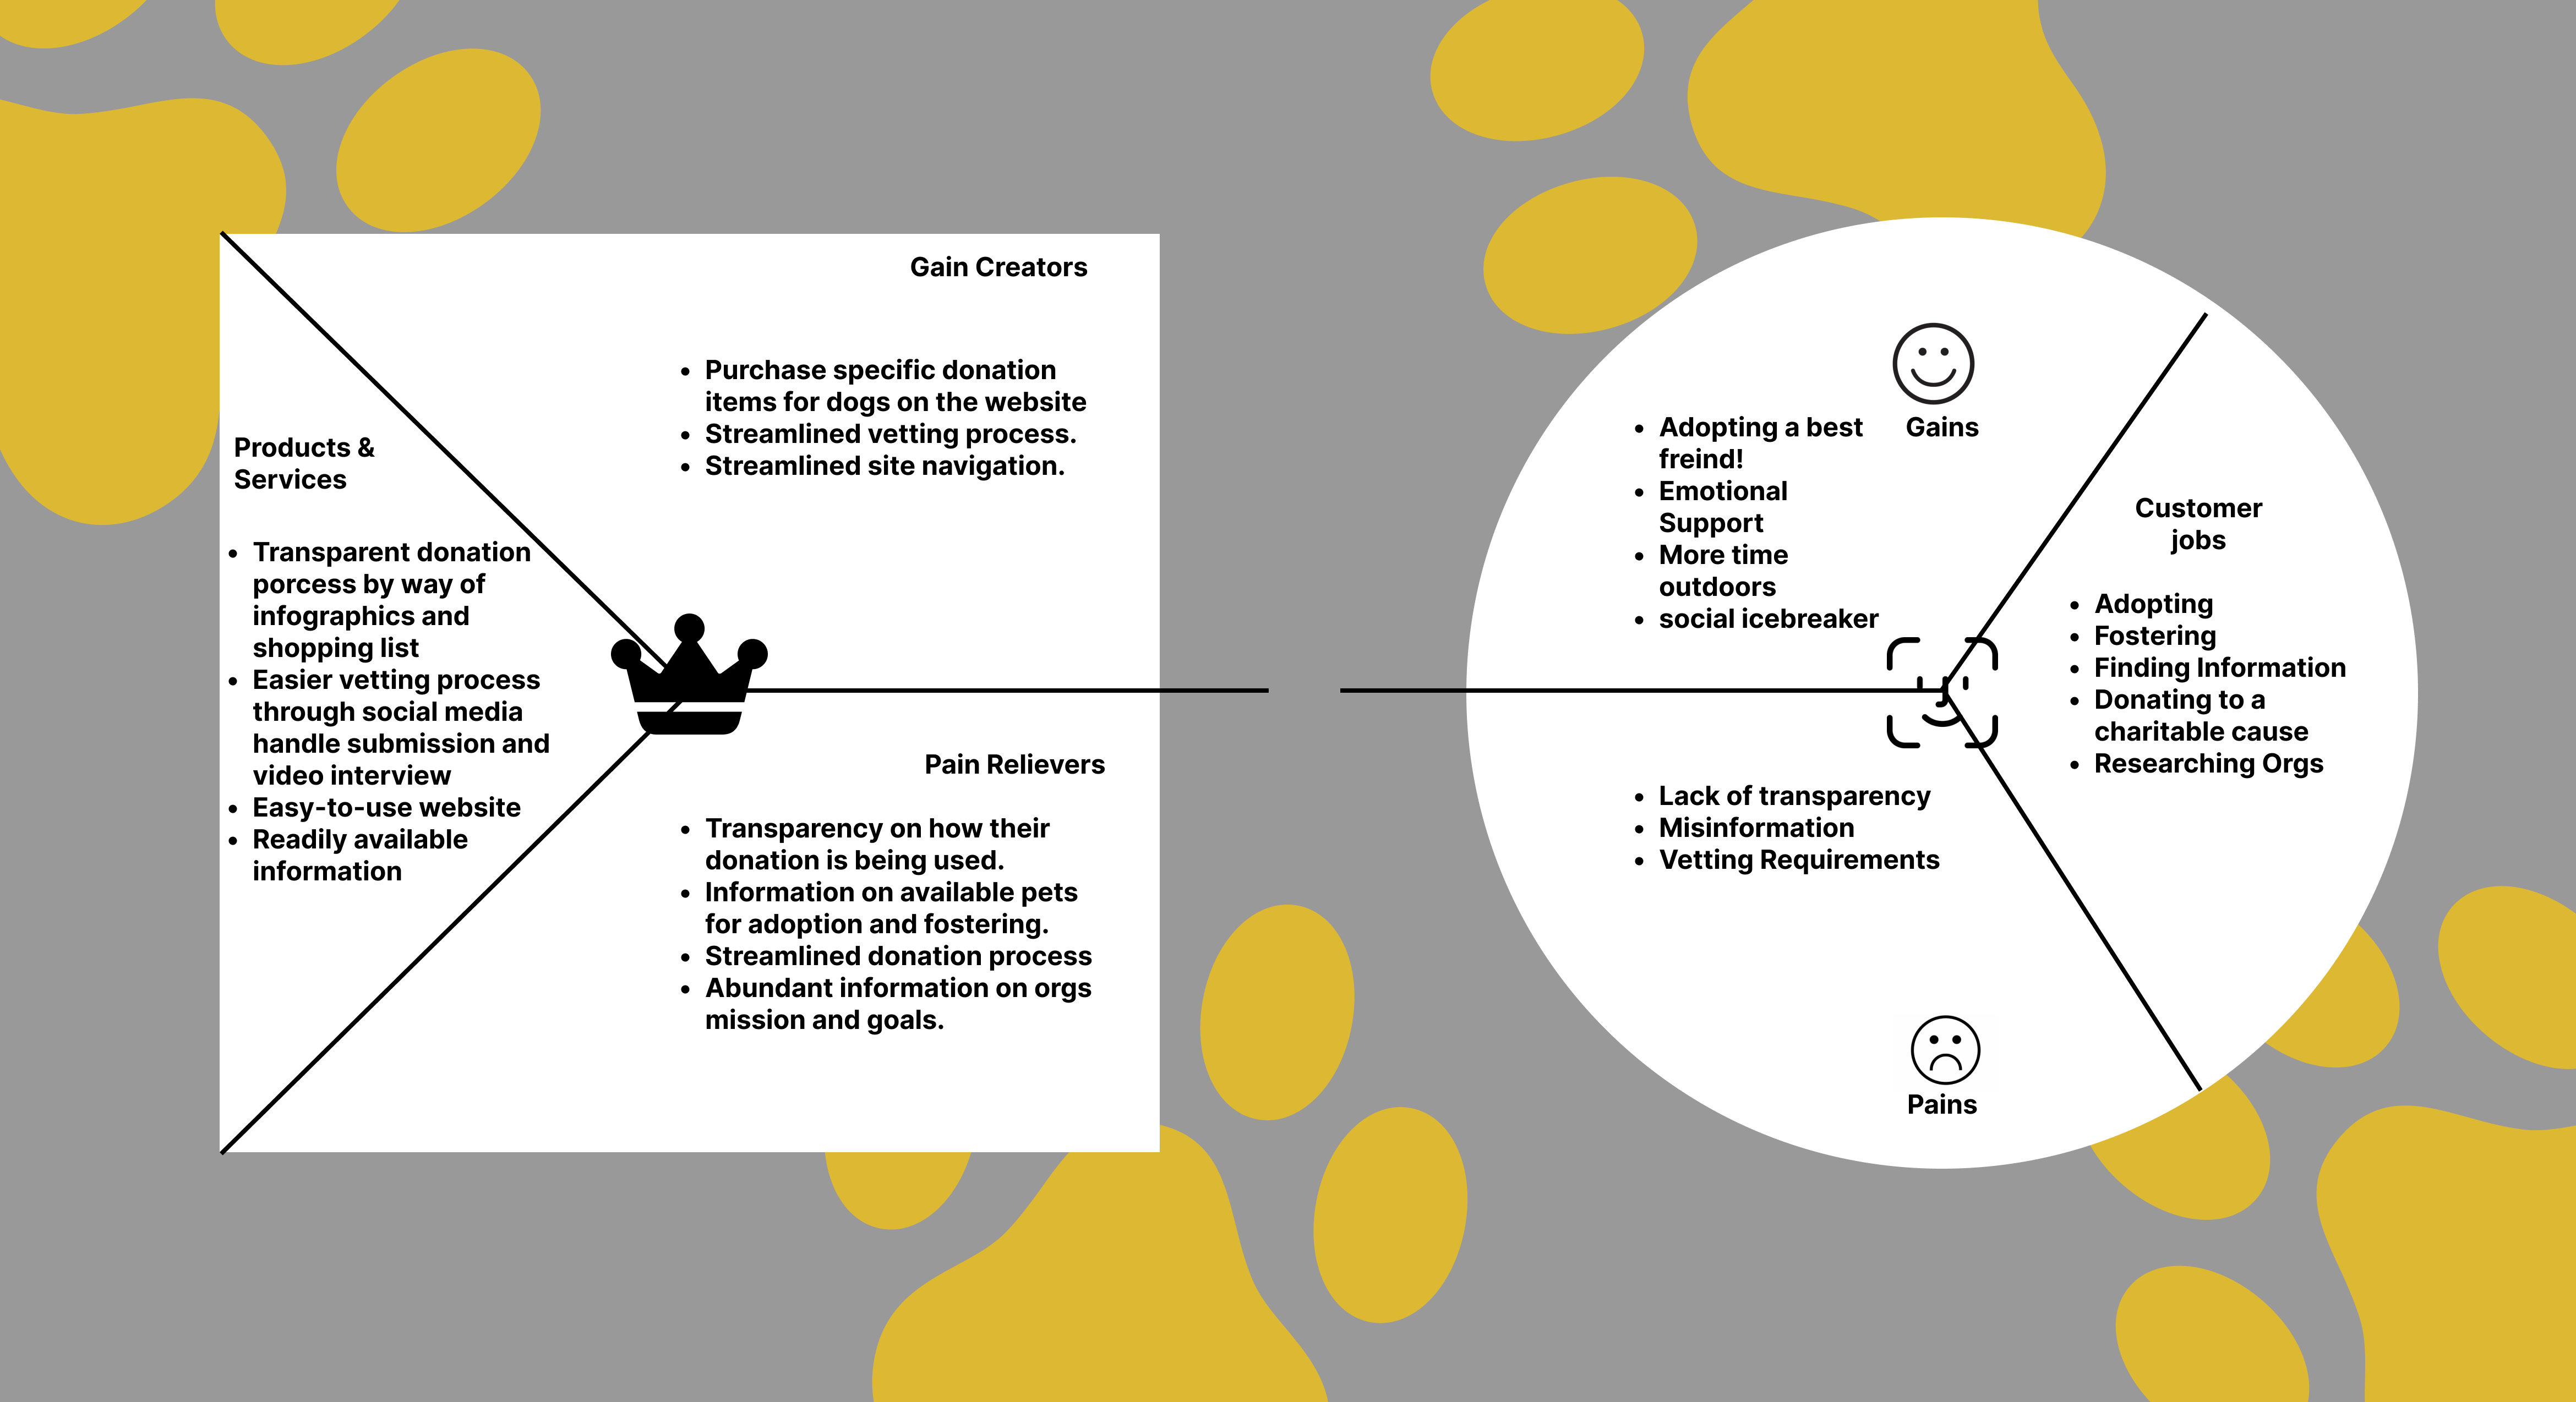 Gain Creators
• Purchase specific donation
items for dogs on the website
• Streamlined vetting process.
• Streamlined site navigation.
Products &
Services
• Transparent donation
porcess by way of
infographics and
shopping list
• Easier vetting process
through social media
handle submission and
video interview
• Easy-to-use website
• Readily available
information
Pain Relievers
• Transparency on how their
donation is being used.
• Information on available pets
for adoption and fostering.
• Streamlined donation process
• Abundant information on orgs
mission and goals.
Gains
• Adopting a best
freind!
• Emotional
Support
• More time
outdoors
• social icebreaker
Customer
jobs
• Adopting
• Fostering
• Finding Information
• Donating to a
charitable cause
• Researching Orgs
• Lack of transparency
• Misinformation
• Vetting Requirements
Pains